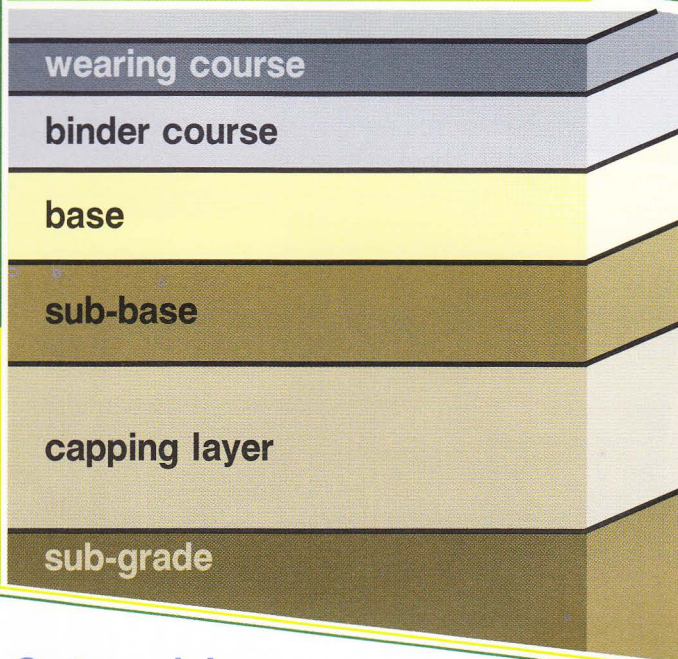 wearing course
binder course
base
sub-base
capping layer
sub-grade